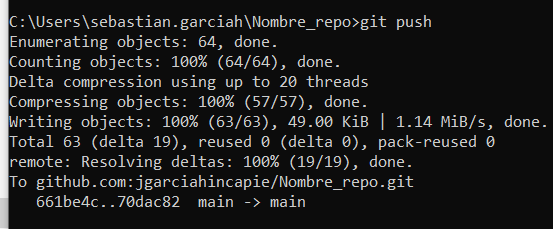 C:\Users\sebastian.garciah\Nombre_repo>git push
Enumerating objects: 64, done.
Counting objects: 100% (64/64), done.
Delta compression using up to 20 threads
Compressing objects: 100% (57/57), done.
Writing objects: 100% (63/63), 49.00 KiB | 1.14 MiB/s, done.
Total 63 (delta 19), reused 0 (delta 0), pack-reused 0
remote: Resolving deltas: 100% (19/19), done.
To github.com:jgarciahincapie/Nombre_repo.git
   661be4c..70dac82  main -> main